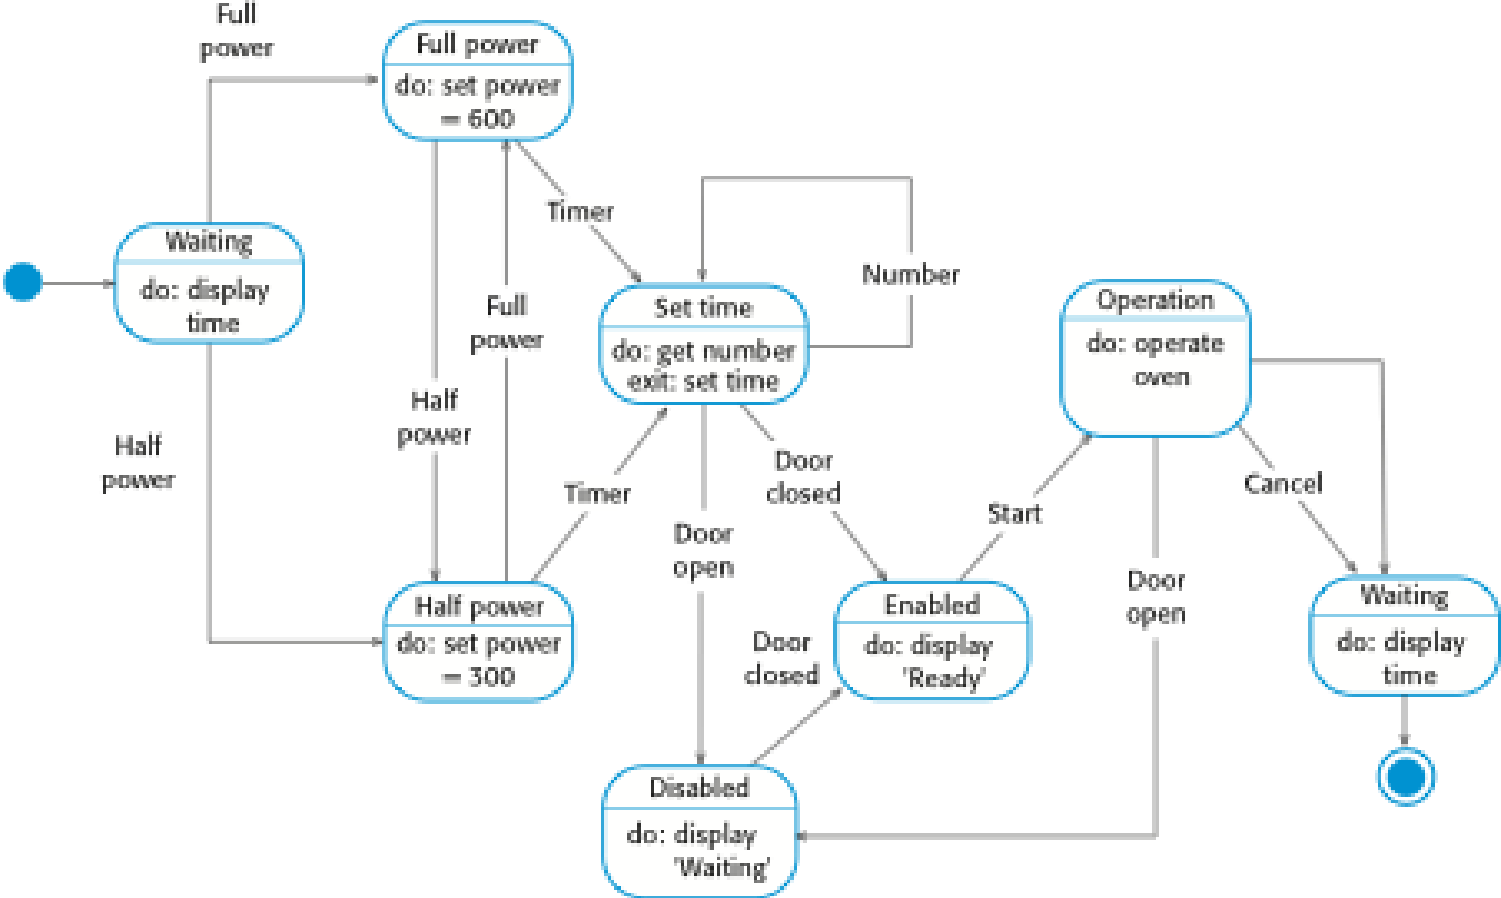 Full
power
Full power
do: set power
= 600
Timer
Waiting
do: display
time
Full
power
Half
power
Half
power
Number
Set time
do: get number
exit: set time
Operation
do: operate
oven
Timer
Door
closed
Door
open
Start
Cancel
Door
open
Half power
do: set power
= 300
Door
closed
Enabled
do: display
'Ready'
Waiting
do: display
time
Disabled
do: display
'Waiting'